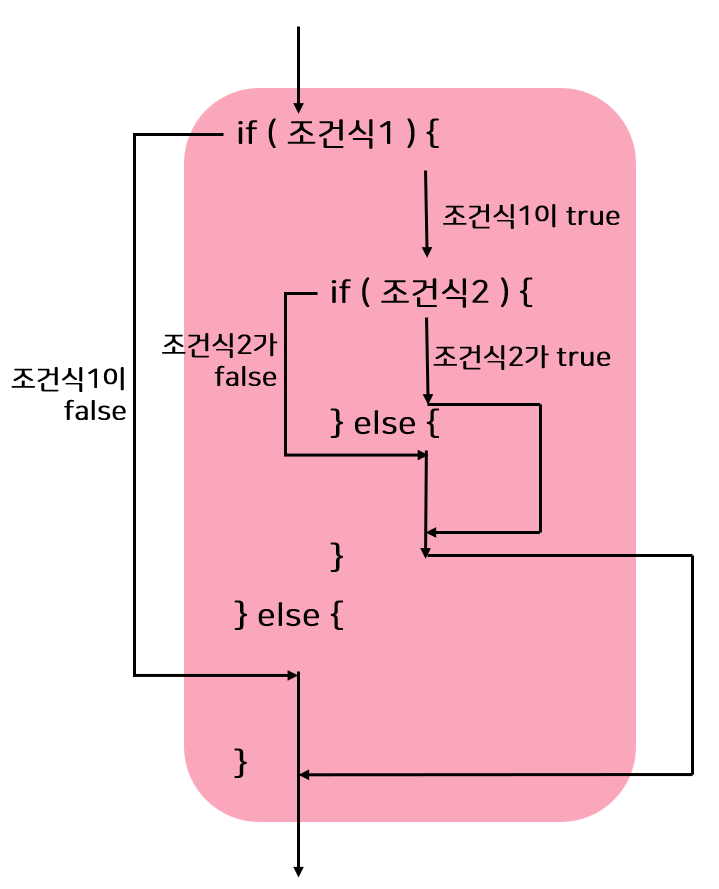 if ( 조건식1 ) {
조건식1이 true
if ( 조건식2 ) {
조건식2가
false
조건식2가 true
조건식1이
false
} else {
}
} else {
}